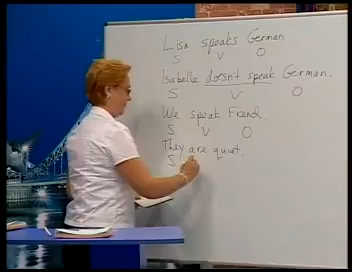 Lisa speaks German
S V O
Isabelle doesn't speak German.
S V O
We speak French.
S V O
They are quiet.
S